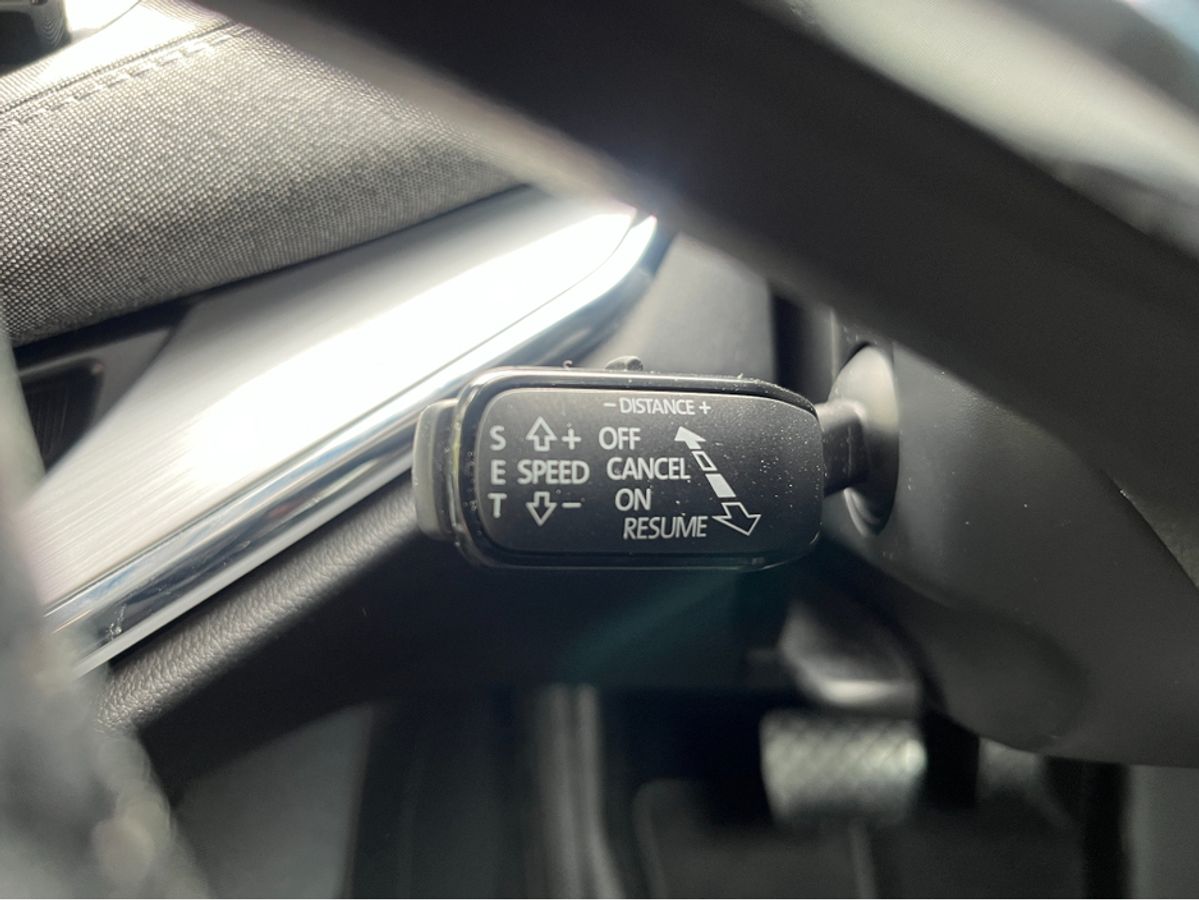 − DISTANCE +
S + OFF
E SPEED CANCEL
T − ON
RESUME